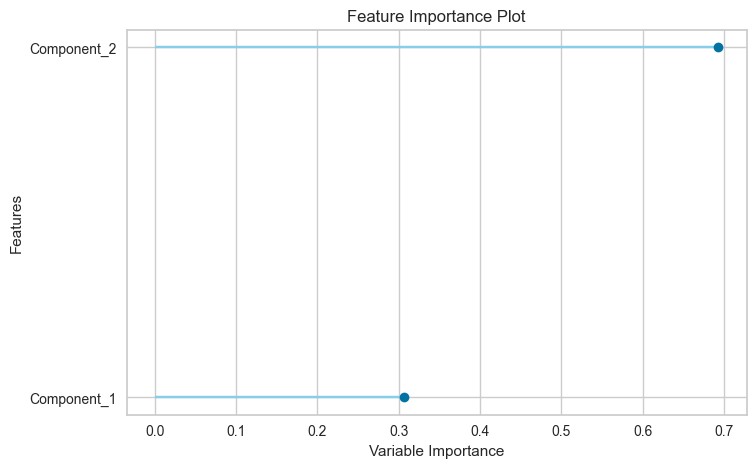 Feature Importance Plot
Component_2
Features
Component_1
0.0 0.1 0.2 0.3 0.4 0.5 0.6 0.7
Variable Importance